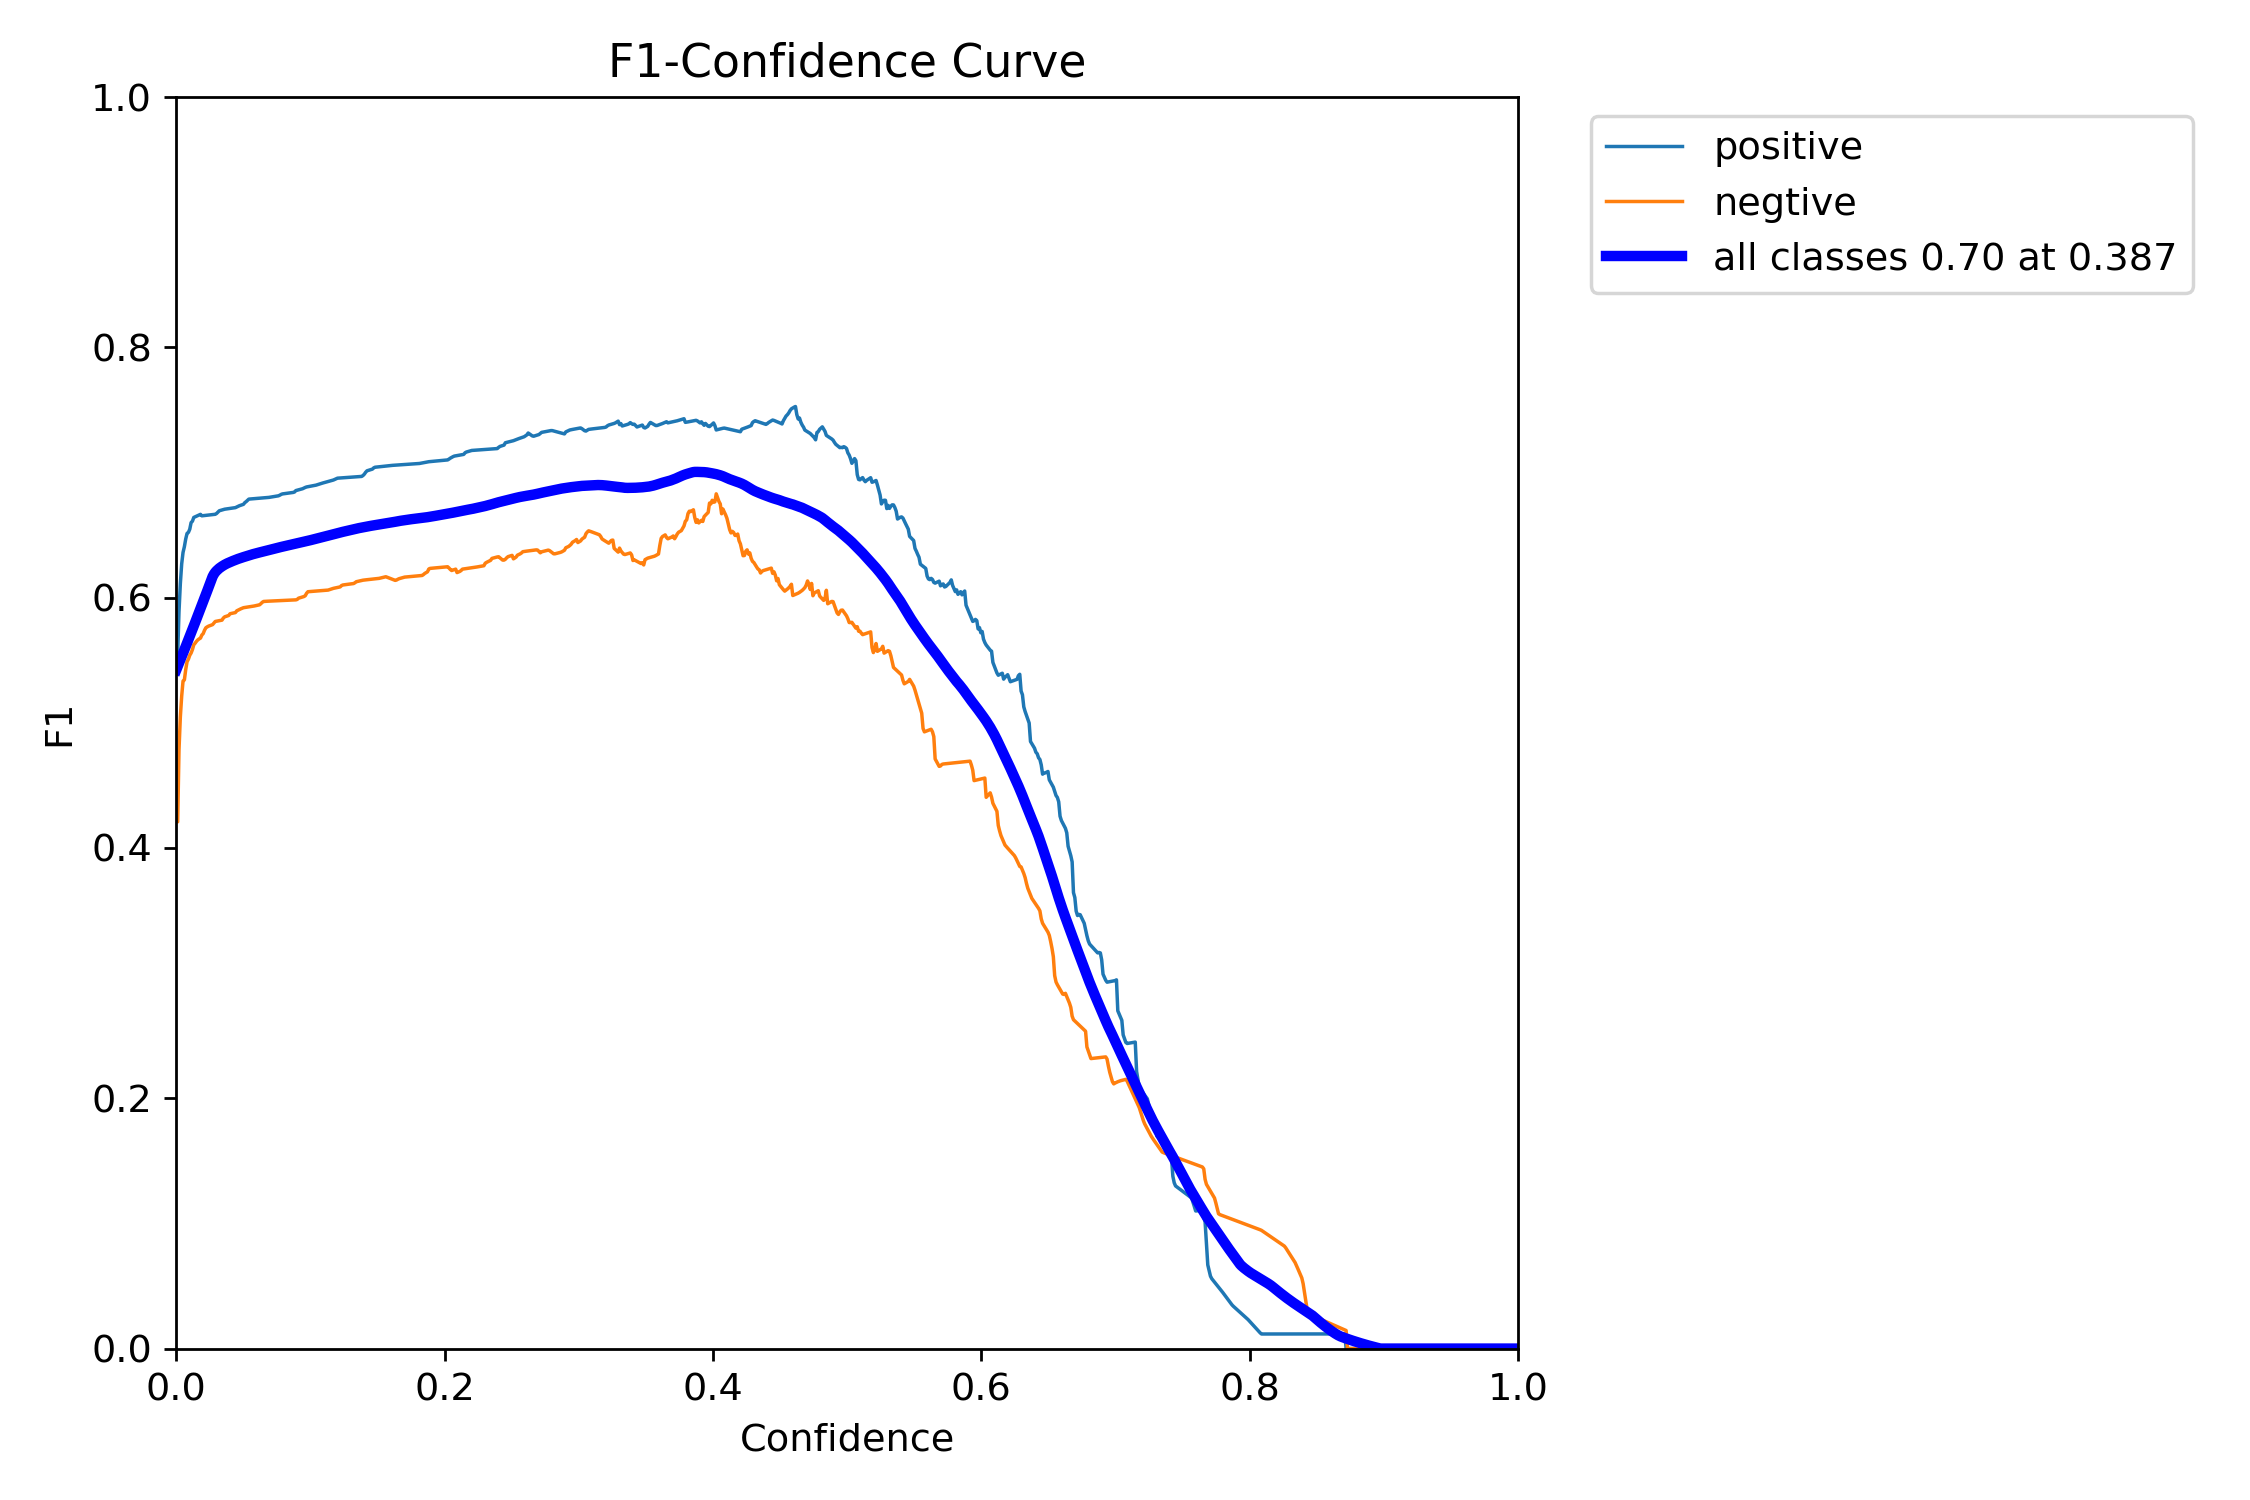 F1-Confidence Curve
1.0
0.8
0.6
0.4
0.2
0.0
F1
0.0 0.2 0.4 0.6 0.8 1.0
Confidence
positive
negtive
all classes 0.70 at 0.387